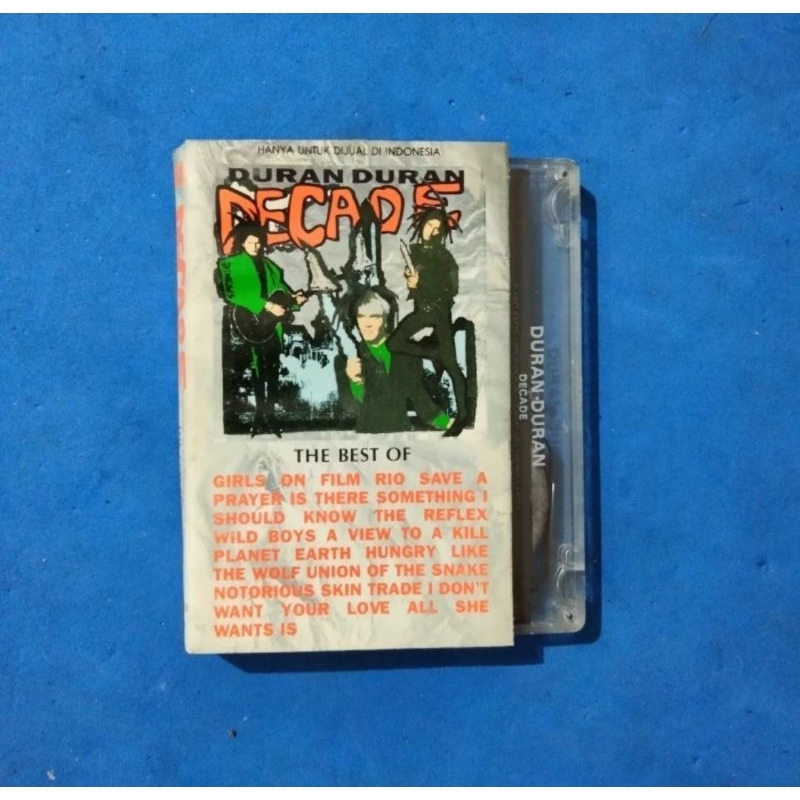 HANYA UNTUK DIJUAL DI INDONESIA
DURAN DURAN
DECADE
THE BEST OF
GIRLS ON FILM RIO SAVE A
PRAYER IS THERE SOMETHING I
SHOULD KNOW THE REFLEX
WILD BOYS A VIEW TO A KILL
PLANET EARTH HUNGRY LIKE
THE WOLF UNION OF THE SNAKE
NOTORIOUS SKIN TRADE I DON'T
WANT YOUR LOVE ALL SHE
WANTS IS
DURAN-DURAN
DECADE